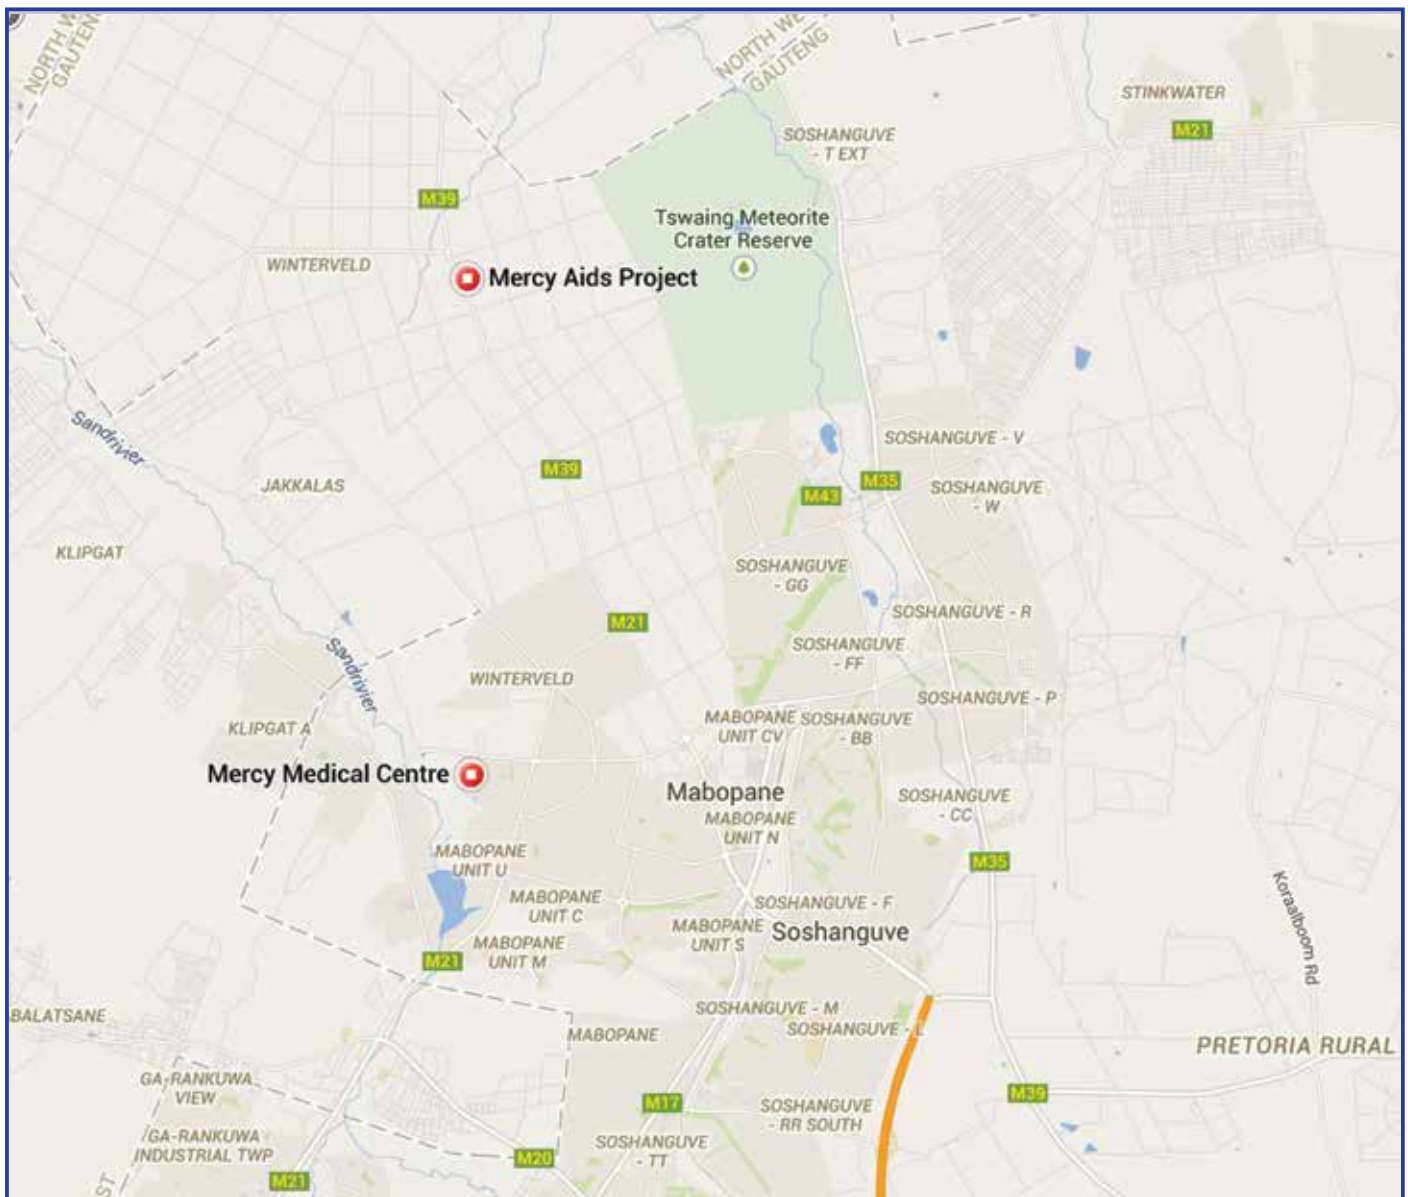 NORTH W
GAUTENG
NORTH WE
GAUTENG
STINKWATER
M21
SOSHANGUVE
- T EXT
M39
Tswaing Meteorite
Crater Reserve
WINTERVELD
Mercy Aids Project
Sandrivier
SOSHANGUVE - V
M39
M35
JAKKALAS
M43
SOSHANGUVE
- W
KLIPGAT
SOSHANGUVE
- GG
SOSHANGUVE - R
M21
Sandrivier
SOSHANGUVE
- FF
WINTERVELD
SOSHANGUVE - P
KLIPGAT A
MABOPANE
UNIT CV
SOSHANGUVE
- BB
Mercy Medical Centre
Mabopane
SOSHANGUVE
- CC
MABOPANE
UNIT N
MABOPANE
UNIT U
M35
MABOPANE
UNIT C
SOSHANGUVE - F
Koraalboom Rd
MABOPANE
UNIT S
Soshanguve
MABOPANE
UNIT M
M21
SOSHANGUVE - M
BALATSANE
SOSHANGUVE - L
MABOPANE
PRETORIA RURAL
GA-RANKUWA
VIEW
M39
M17
SOSHANGUVE
- RR SOUTH
GA-RANKUWA
INDUSTRIAL TWP
SOSHANGUVE
- TT
M20
M21
ST